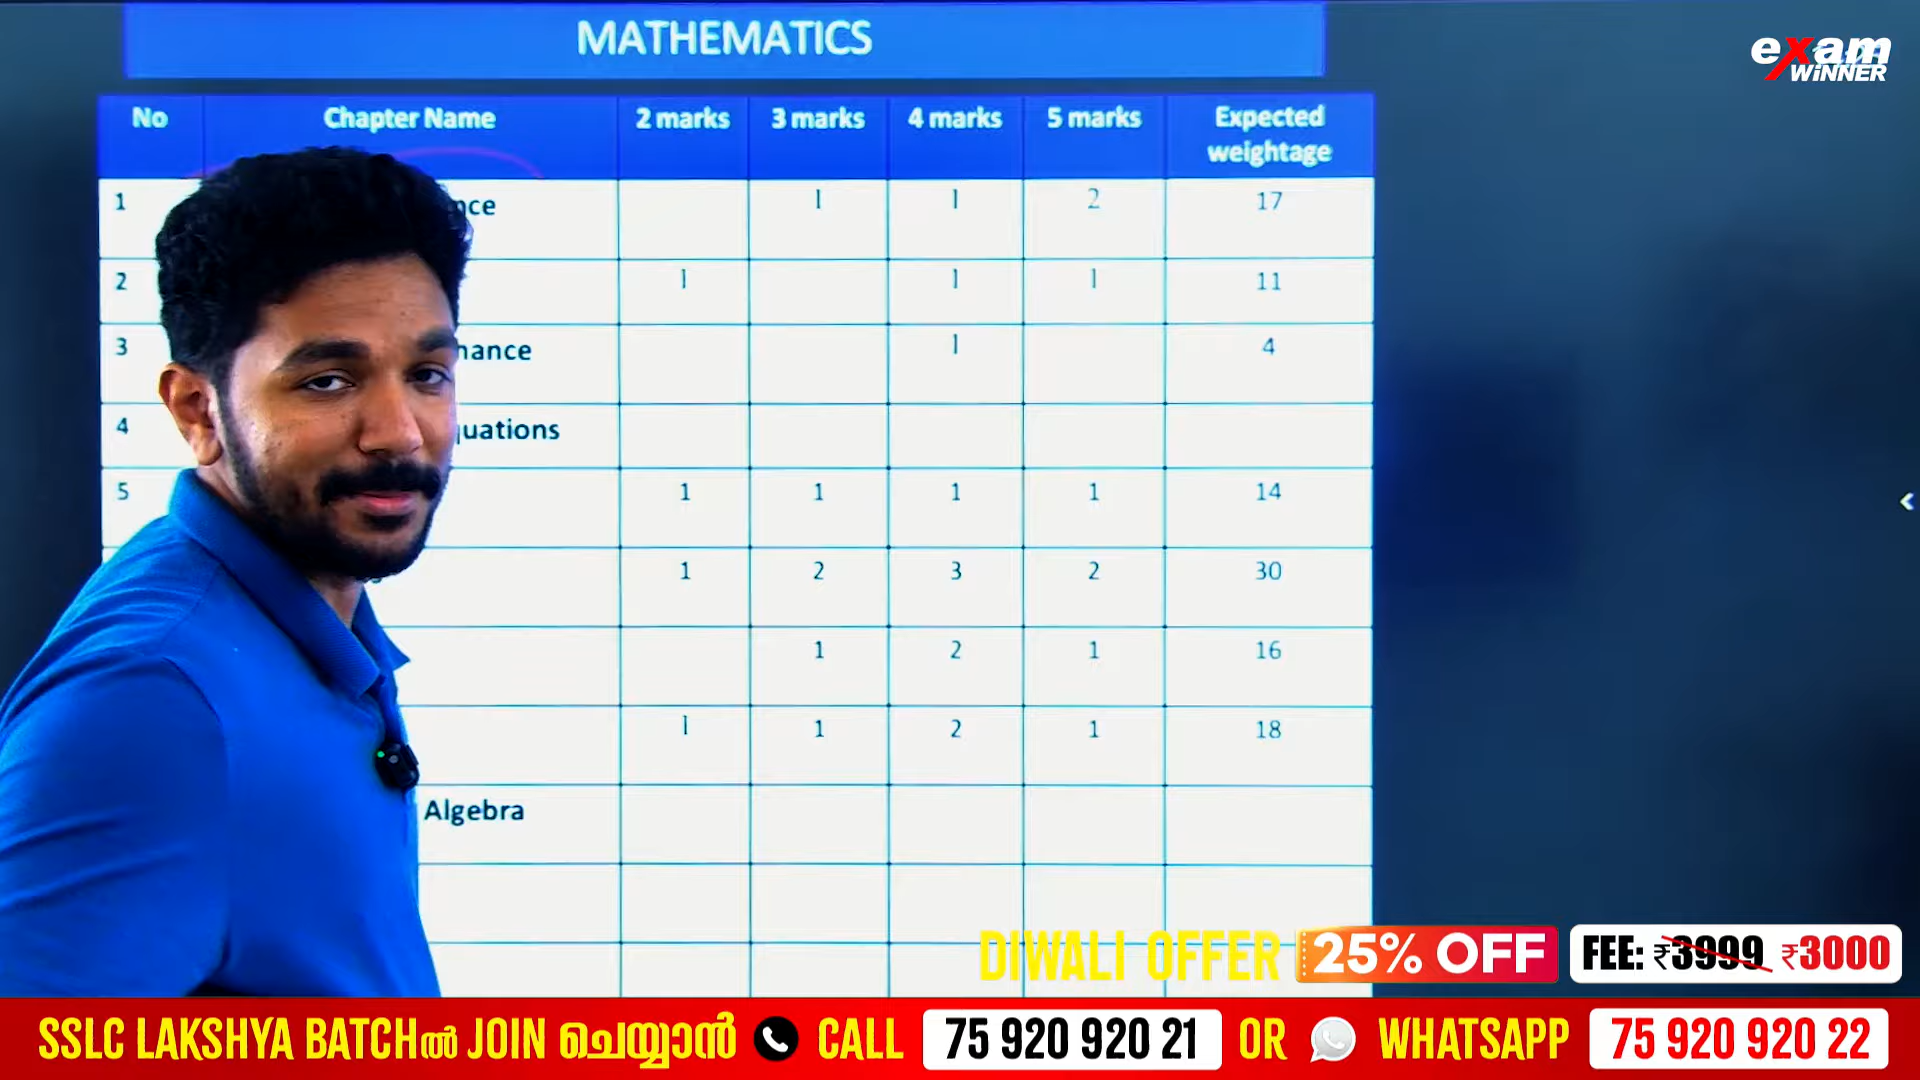 MATHEMATICS
exam
WiNNER
No Chapter Name 2 marks 3 marks 4 marks 5 marks Expected weightage
1 1 1 2 17
2 1 1 1 11
3 1 4
4
5 1 1 1 1 14
1 2 3 2 30
1 2 1 16
1 1 2 1 18
Algebra
DIWALI OFFER 25% OFF FEE: ₹3999 ₹3000
SSLC LAKSHYA BATCHൽ JOIN ചെയ്യാൻ CALL 75 920 920 21 OR WHATSAPP 75 920 920 22